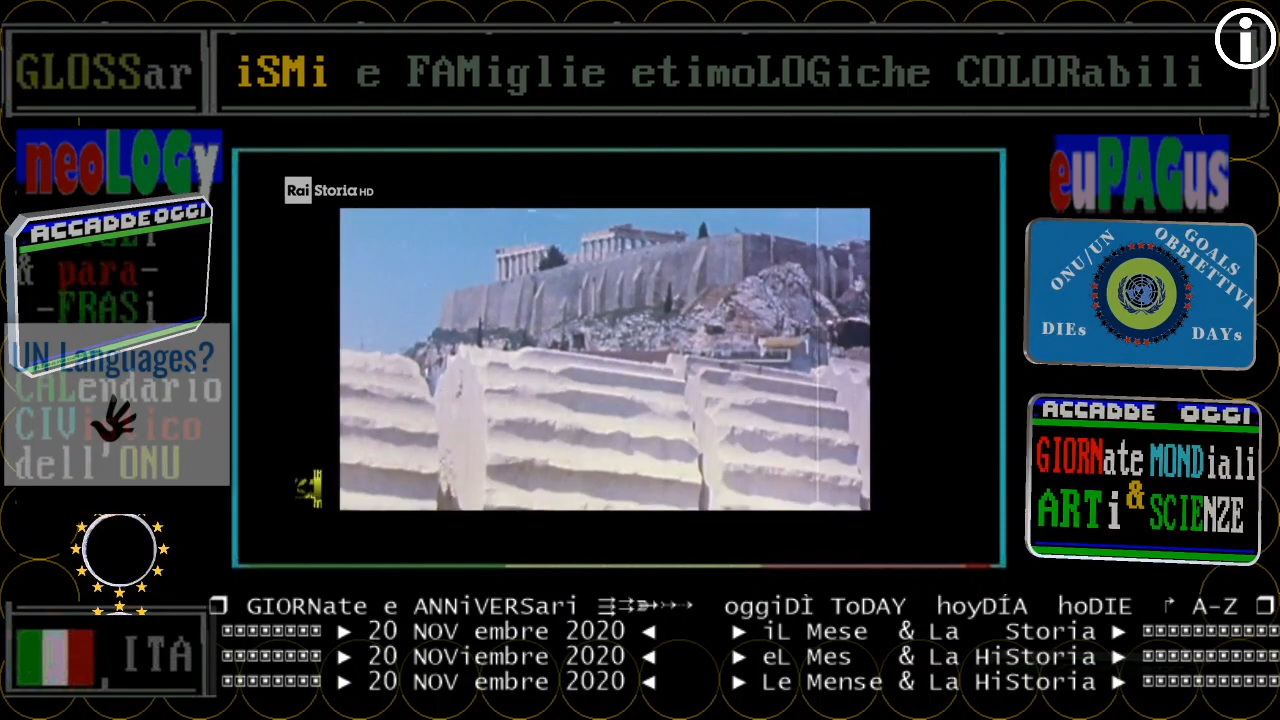 GLOSSar
iSMi e FAMiglie etimoLOGiche COLORabili
neoLOGy
euPAGus
ACCADDE OGGI
& para-
-FRASi
UN Languages?
CALendario
CIVi
dell'ONU
Rai Storia HD
ONU/UN
GOALS
OBBIETTIVI
DIEs
DAYs
ACCADDE OGGI
GIORNate MONDiali
ARTi & SCIENZE
GIORNate e ANNiVERSari oggiDÌ ToDAY hoyDÍA hoDIE A-Z
▶ 20 NOV embre 2020 ◀ ▶ iL Mese & La Storia ▶
▶ 20 NOViembre 2020 ◀ ▶ eL Mes & La HiStoria ▶
▶ 20 NOV embre 2020 ◀ ▶ Le Mense & La HiStoria ▶
ITA